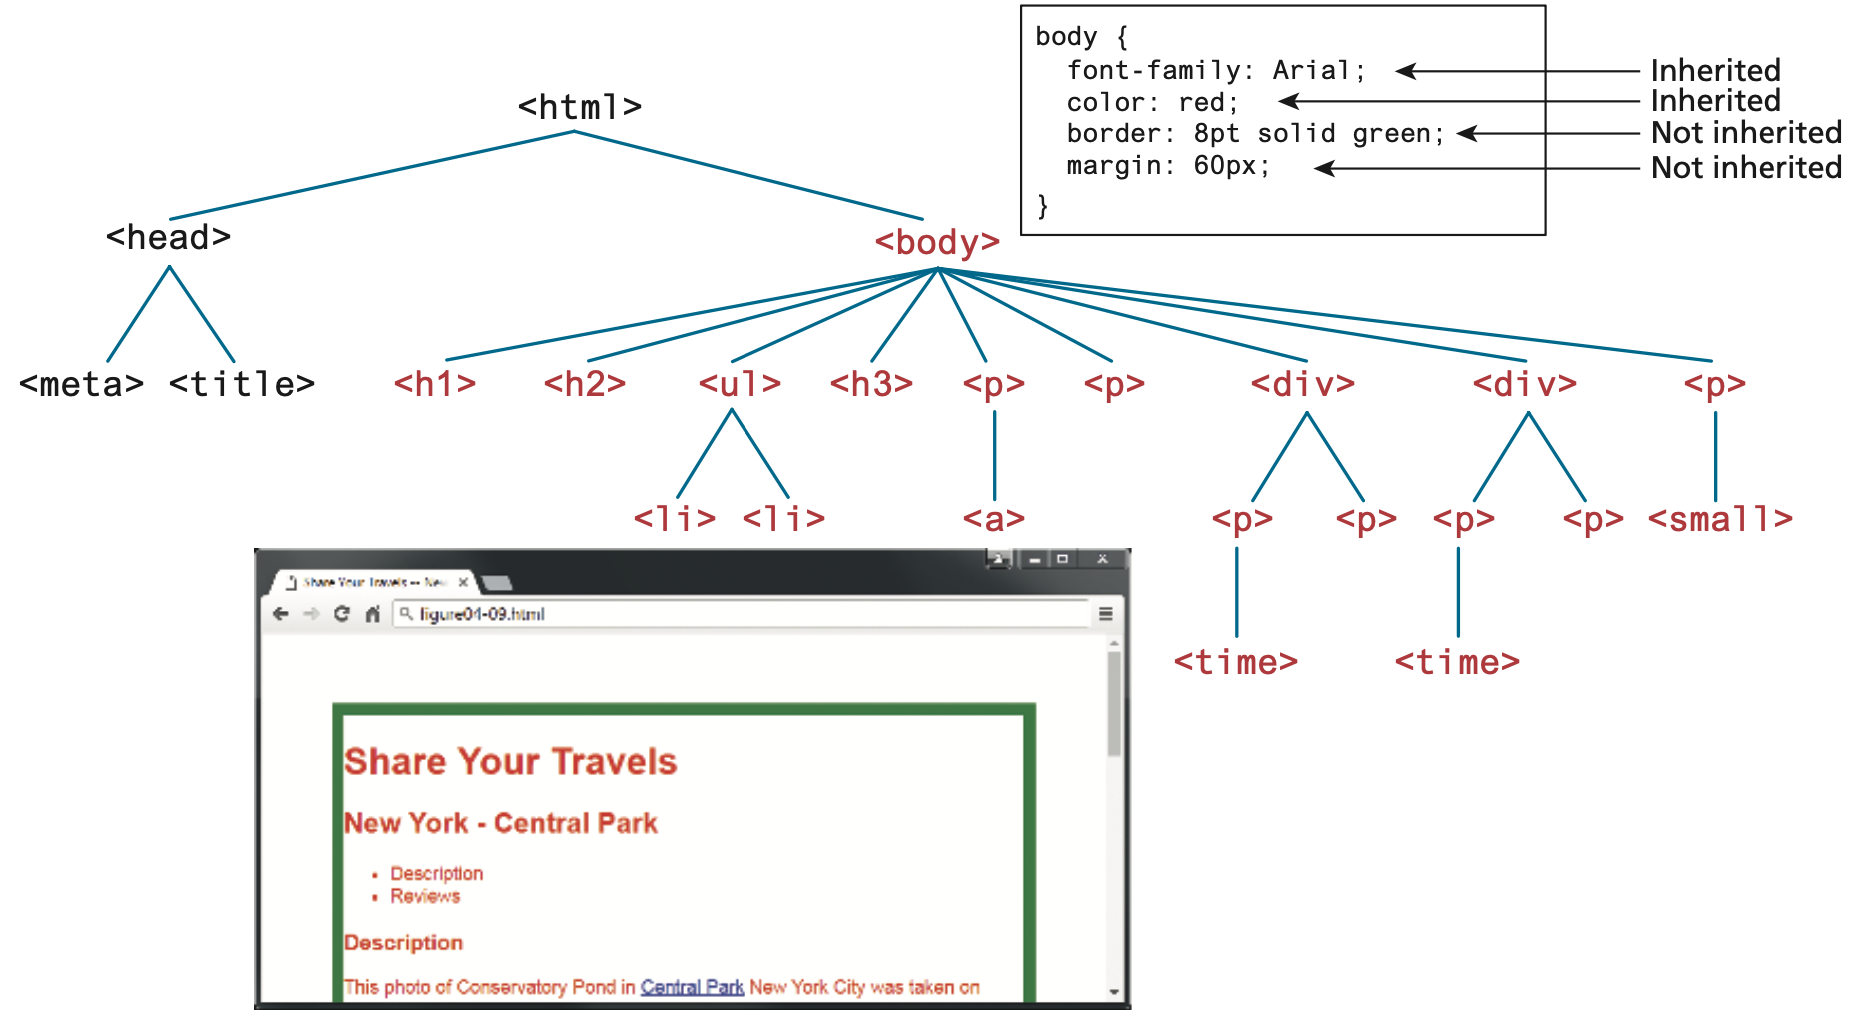 body {
font-family: Arial;
Inherited
color: red;
Inherited
border: 8pt solid green;
Not inherited
margin: 60px;
Not inherited
}
<html>
<head>
<body>
<meta> <title> <h1> <h2> <ul> <h3> <p> <p> <div> <div> <p>
<li> <li> <a> <p> <p> <p> <p> <small>
<time> <time>
Share Your Travels -- New
figure04-09.html
Share Your Travels
New York - Central Park
• Description
• Reviews
Description
This photo of Conservatory Pond in Central Park New York City was taken on